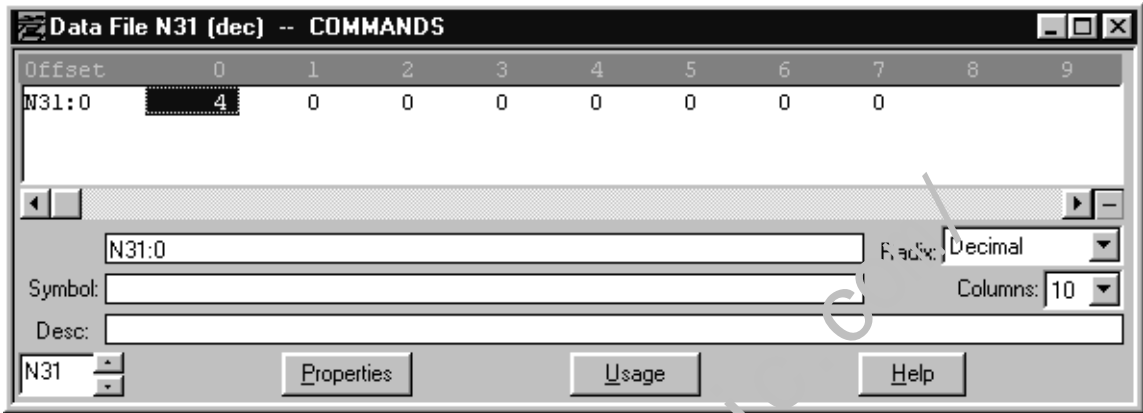 Data File N31 (dec) -- COMMANDS
Offset 0 1 2 3 4 5 6 7 8 9
N31:0 4 0 0 0 0 0 0 0
N31:0 Radix: Decimal
Symbol: Columns: 10
Desc:
N31 Properties Usage Help